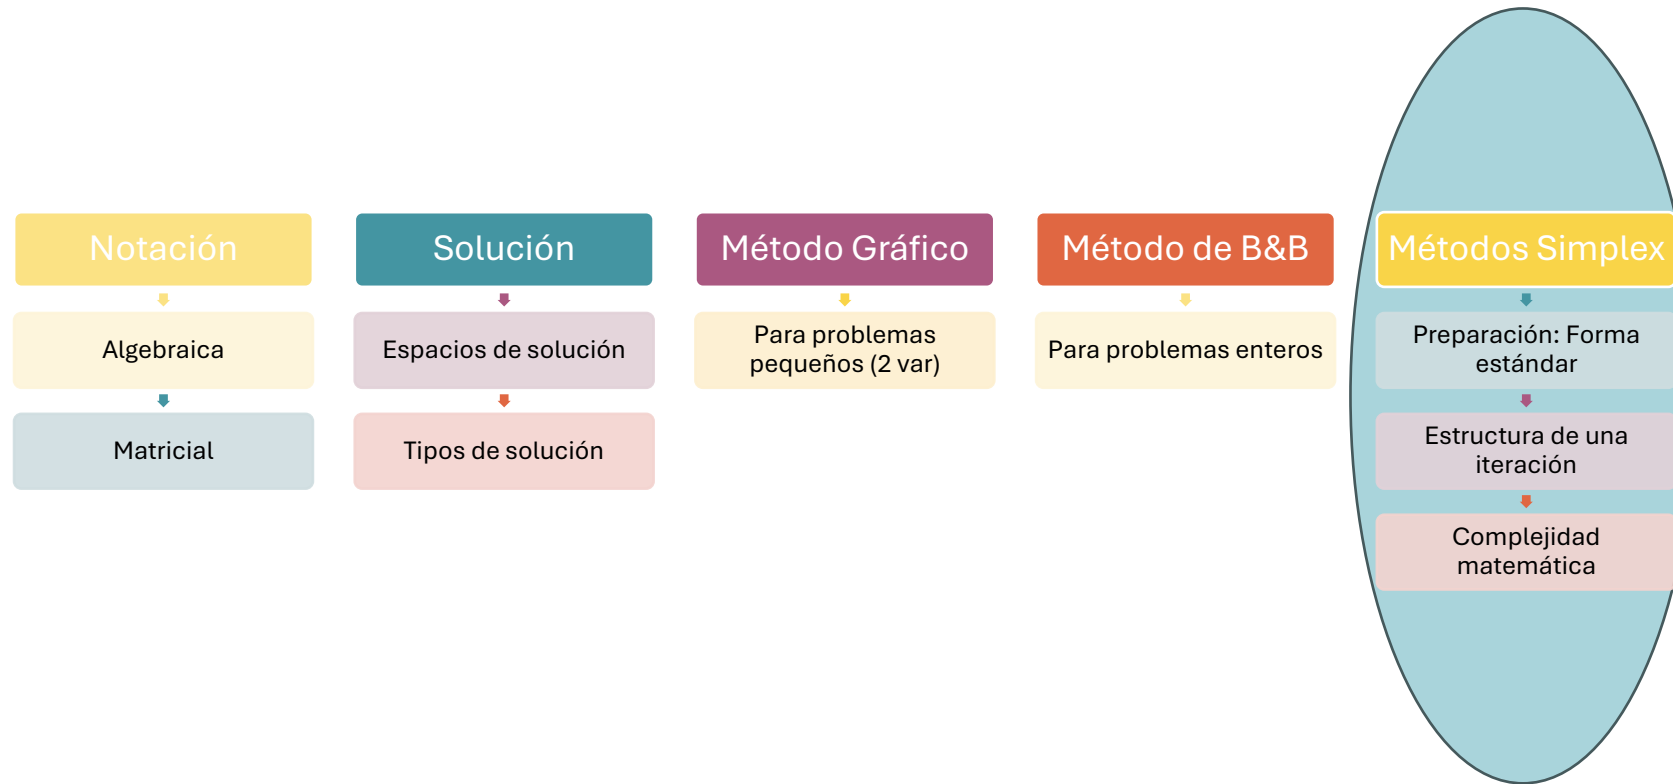 Notación
Algebraica
Matricial
Solución
Espacios de solución
Tipos de solución
Método Gráfico
Para problemas
pequeños (2 var)
Método de B&B
Para problemas enteros
Métodos Simplex
Preparación: Forma
estándar
Estructura de una
iteración
Complejidad
matemática